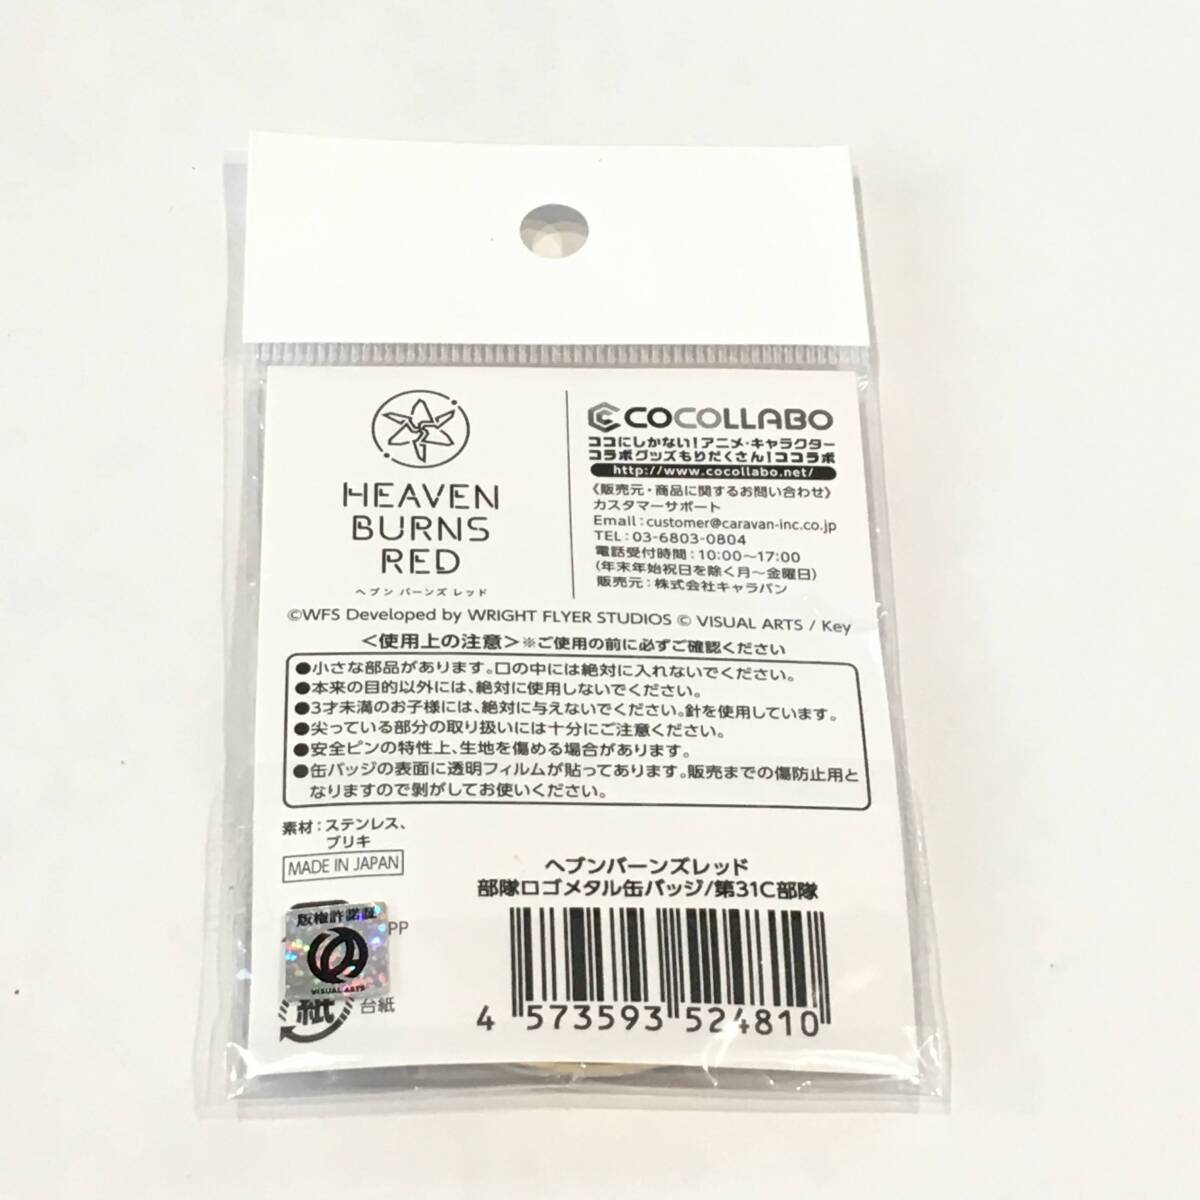 HEAVEN
BURNS
RED
ヘブン バーンズ レッド
COCOLLABO
ココにしかない!アニメ・キャラクター
コラボグッズもりだくさん!ココラボ
http://www.cocollabo.net/
《販売元・商品に関するお問い合わせ》
カスタマーサポート
Email:customer@caravan-inc.co.jp
TEL:03-6803-0804
電話受付時間:10:00〜17:00
(年末年始祝日を除く月〜金曜日)
販売元:株式会社キャラバン
©WFS Developed by WRIGHT FLYER STUDIOS © VISUAL ARTS / Key
<使用上の注意>※ご使用の前に必ずご確認ください
●小さな部品があります。口の中には絶対に入れないでください。
●本来の目的以外には、絶対に使用しないでください。
●3才未満のお子様には、絶対に与えないでください。針を使用しています。
●尖っている部分の取り扱いには十分にご注意ください。
●安全ピンの特性上、生地を傷める場合があります。
●缶バッジの表面に透明フィルムが貼ってあります。販売までの傷防止用と
なりますので剝がしてお使いください。
素材:ステンレス、
ブリキ
MADE IN JAPAN
版権許諾証
VISUAL ARTS
PP
紙
台紙
ヘブンバーンズレッド
部隊ロゴメタル缶バッジ/第31C部隊
4 573593 524810